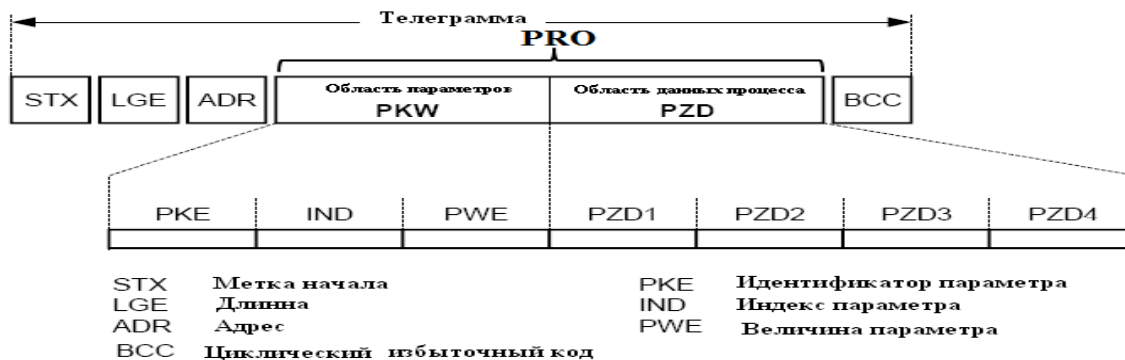 Телеграмма
PRO
STX LGE ADR Область параметров Область данных процесса BCC
PKW PZD
PKE IND PWE PZD1 PZD2 PZD3 PZD4
STX Метка начала PKE Идентификатор параметра
LGE Длинна IND Индекс параметра
ADR Адрес PWE Величина параметра
BCC Циклический избыточный код